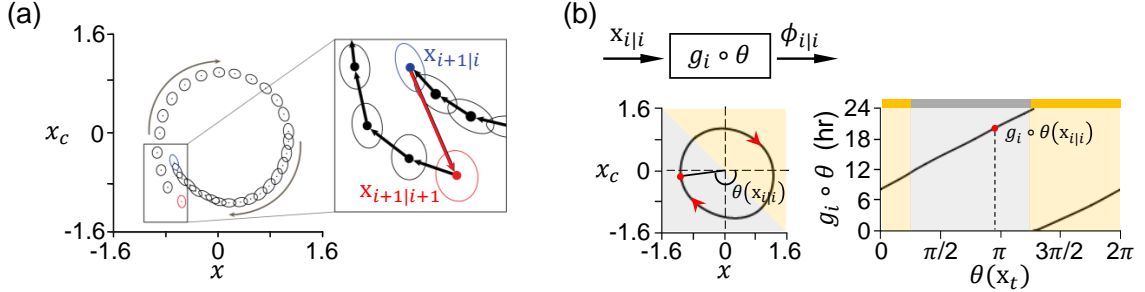 (a)
1.6
x_c
0
-1.6
-1.6
0
1.6
x
x_{i+1|i}
x_{i+1|i+1}
(b)
x_{i|i}
g_i ∘ θ
ϕ_{i|i}
1.6
x_c
0
-1.6
-1.6
0
1.6
x
θ(x_{i|i})
g_i ∘ θ (hr)
24
18
12
6
0
g_i ∘ θ(x_{i|i})
0
π/2
π
3π/2
2π
θ(x_t)